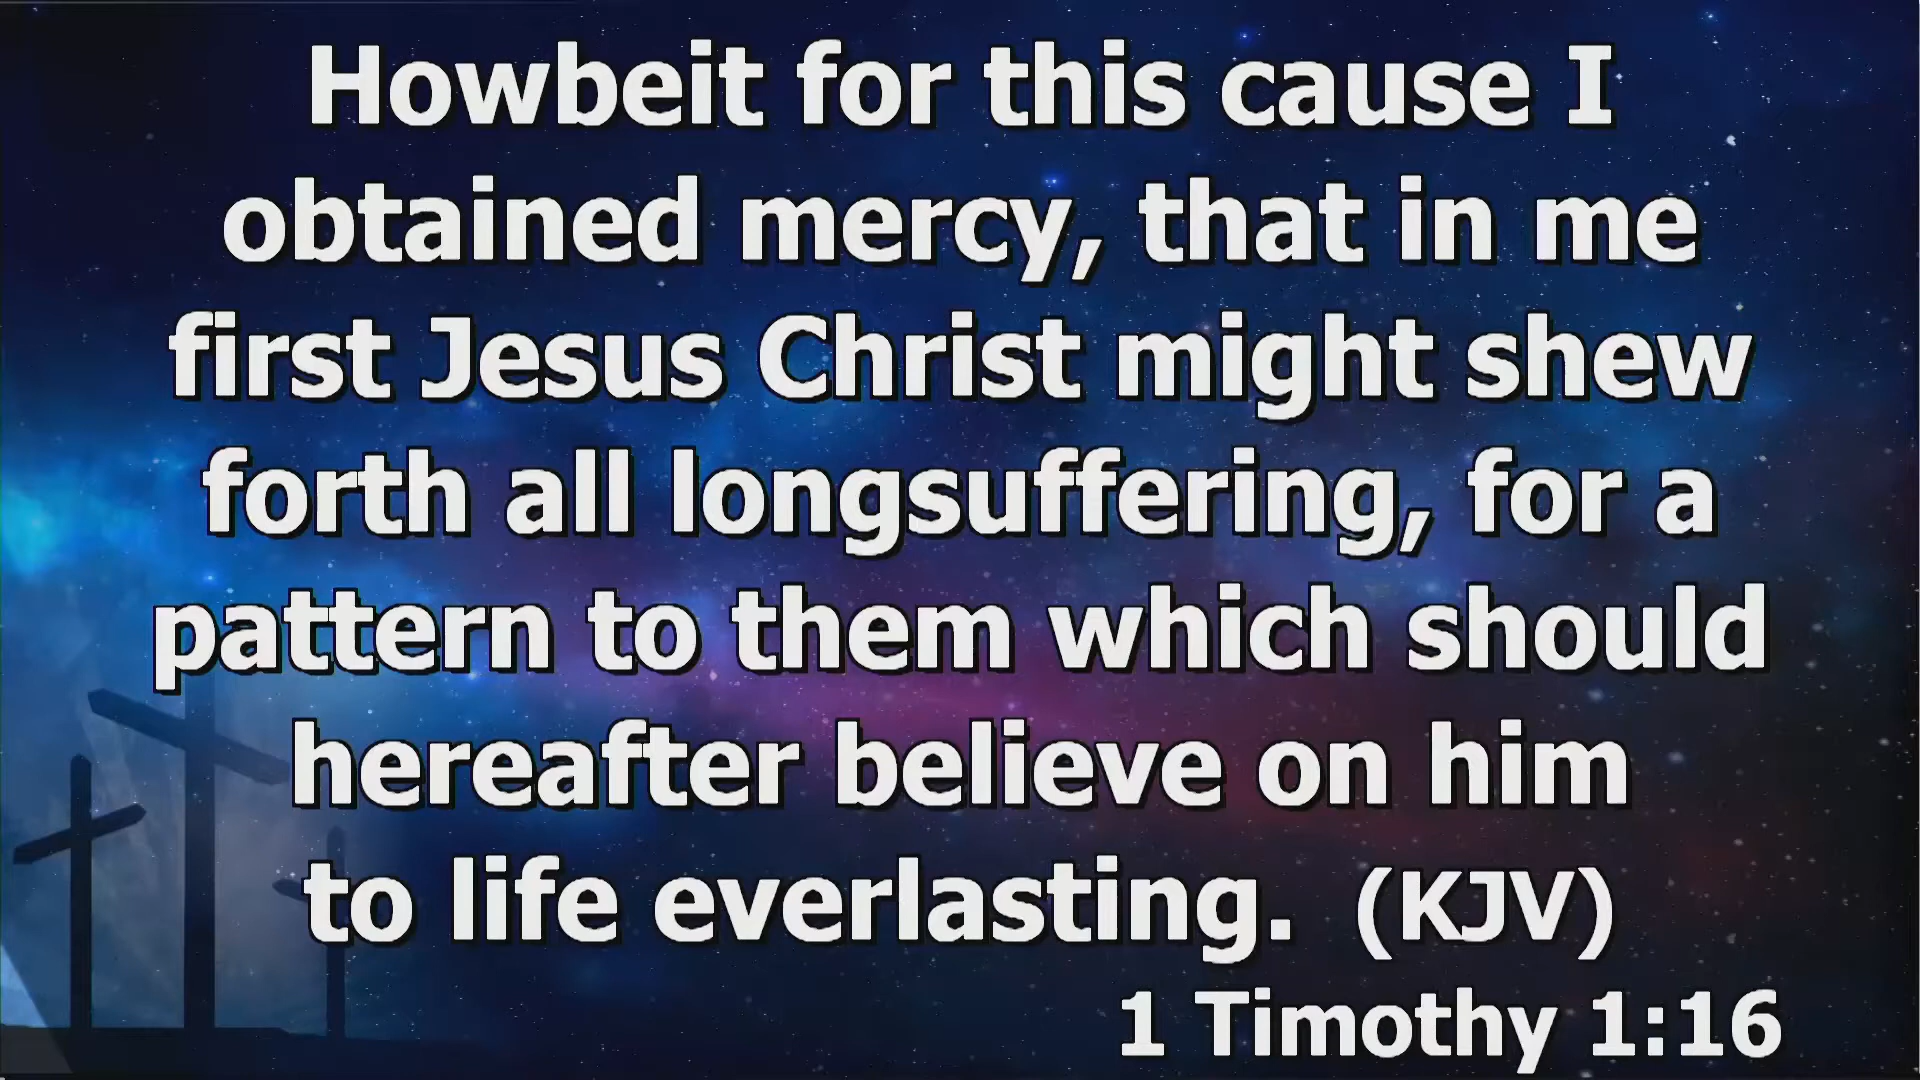 Howbeit for this cause I
obtained mercy, that in me
first Jesus Christ might shew
forth all longsuffering, for a
pattern to them which should
hereafter believe on him
to life everlasting. (KJV)
1 Timothy 1:16